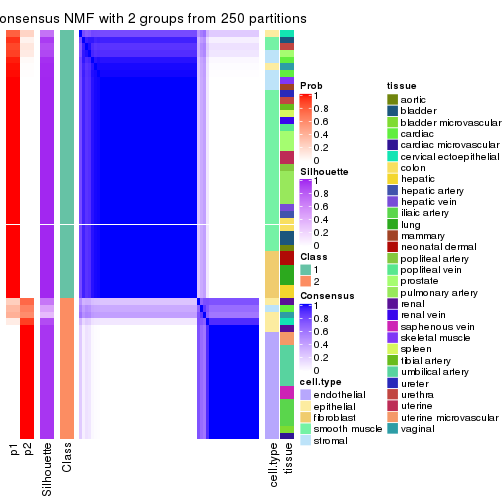 onsensus NMF with 2 groups from 250 partitions
Prob
1
0.8
0.6
0.4
0.2
0
Silhouette
1
0.8
0.6
0.4
0.2
0
Class
1
2
Consensus
1
0.8
0.6
0.4
0.2
0
cell.type
endothelial
epithelial
fibroblast
smooth muscle
stromal
tissue
aortic
bladder
bladder microvascular
cardiac
cardiac microvascular
cervical ectoepithelial
colon
hepatic
hepatic artery
hepatic vein
iliaic artery
lung
mammary
neonatal dermal
popliteal artery
popliteal vein
prostate
pulmonary artery
renal
renal vein
saphenous vein
skeletal muscle
spleen
tibial artery
umbilical artery
ureter
urethra
uterine
uterine microvascular
vaginal
p1
p2
Silhouette
Class
cell.type
tissue